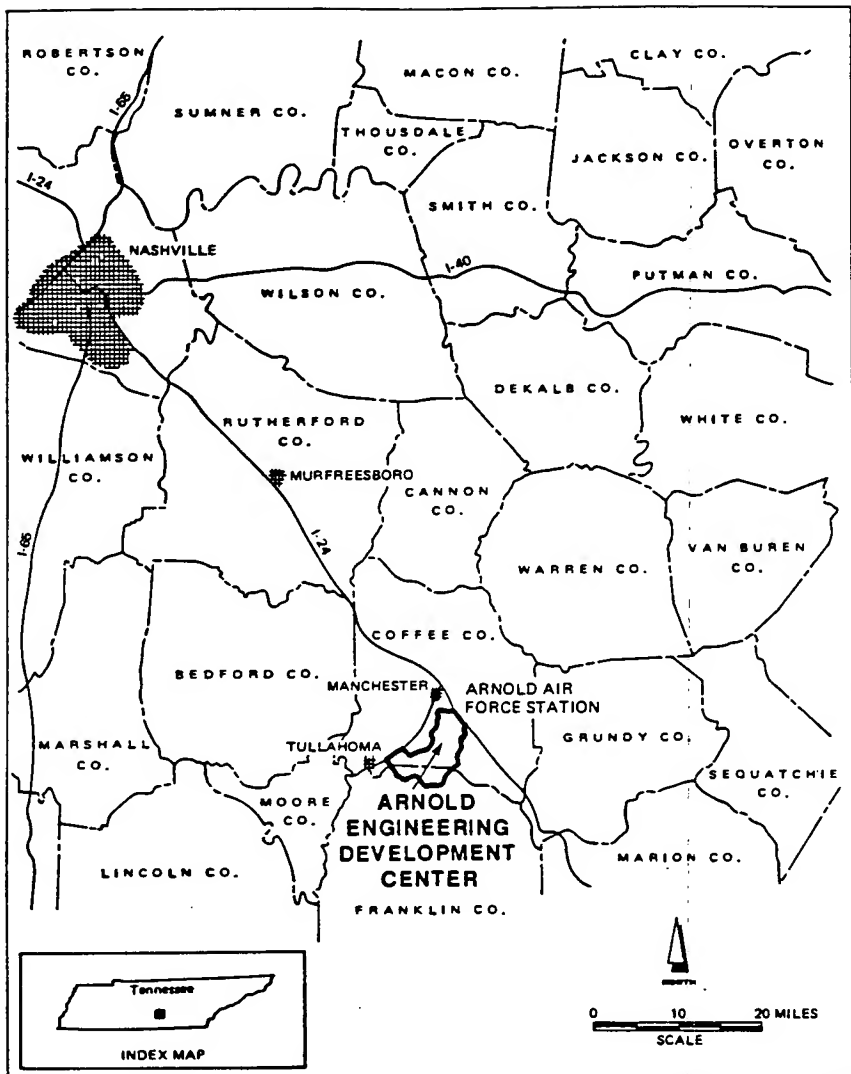 ROBERTSON
CO.
I-65
SUMNER CO.
MACON CO.
CLAY CO.
THOUSDALE
CO.
JACKSON CO.
OVERTON
CO.
I-24
SMITH CO.
NASHVILLE
I-40
PUTMAN CO.
WILSON CO.
DEKALB CO.
WHITE CO.
RUTHERFORD
CO.
WILLIAMSON
CO.
MURFREESBORO
CANNON
CO.
I-65
I-24
VAN BUREN
CO.
WARREN CO.
COFFEE CO.
BEDFORD CO.
MANCHESTER
ARNOLD AIR
FORCE STATION
MARSHALL
CO.
TULLAHOMA
GRUNDY CO.
SEQUATCHIE
CO.
MOORE
CO.
ARNOLD
ENGINEERING
DEVELOPMENT
CENTER
LINCOLN CO.
MARION CO.
FRANKLIN CO.
NORTH
Tennessee
INDEX MAP
0 10 20 MILES
SCALE